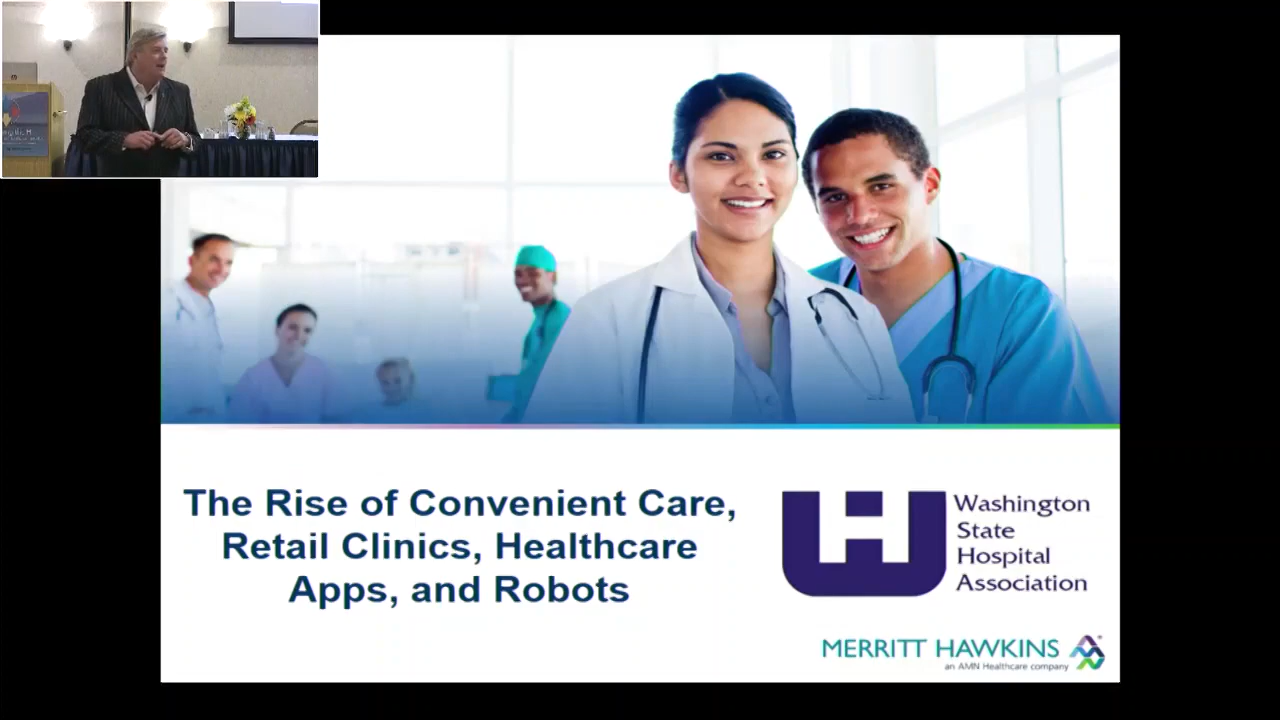 The Rise of Convenient Care,
Retail Clinics, Healthcare
Apps, and Robots
Washington
State
Hospital
Association
MERRITT HAWKINS
an AMN Healthcare company